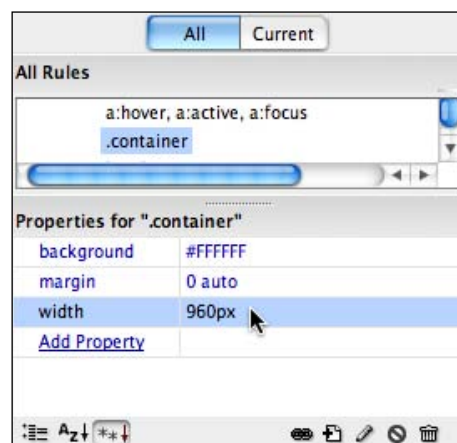 All Current
All Rules
a:hover, a:active, a:focus
.container
Properties for ".container"
background #FFFFFF
margin 0 auto
width 960px
Add Property
Az **